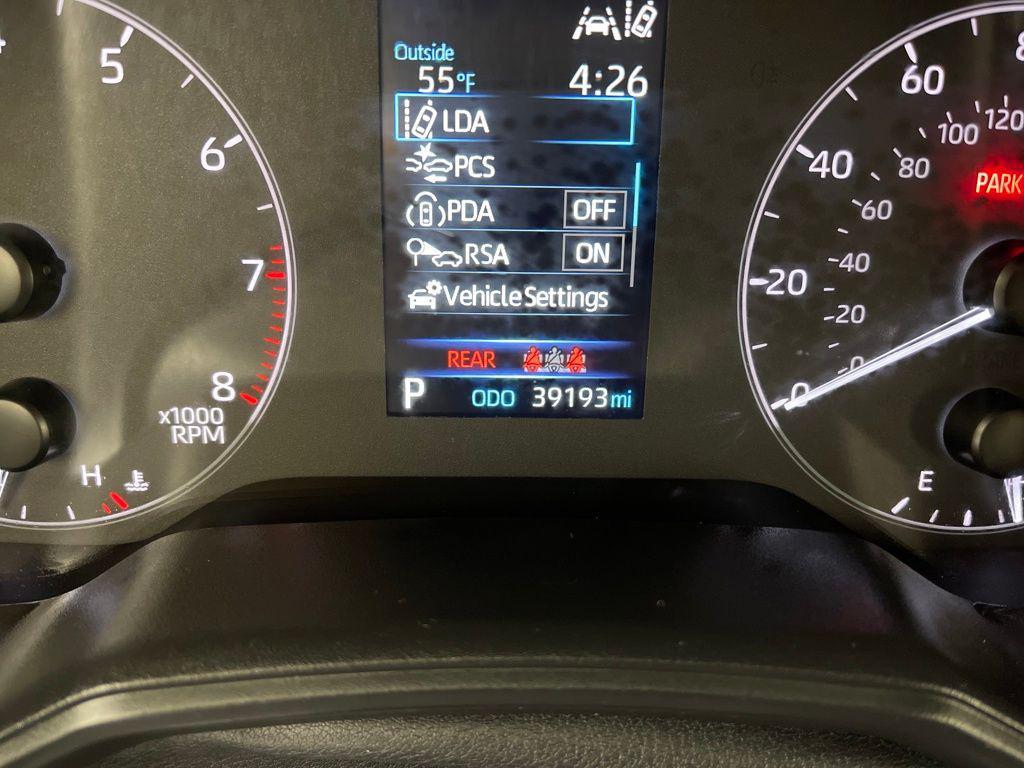 Outside
55°F 4:26
LDA
PCS
PDA OFF
RSA ON
Vehicle Settings
REAR
P ODO 39193 mi
5
6
7
8
x1000
RPM
H
60
40
20
0
120
100
80
60
40
20
0
PARK
E